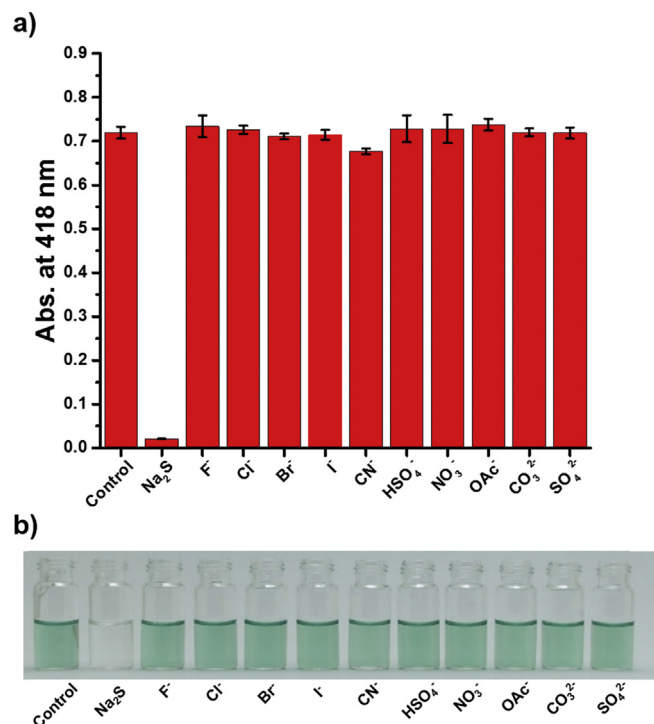 a)
Abs. at 418 nm
0.9
0.8
0.7
0.6
0.5
0.4
0.3
0.2
0.1
0.0
Control Na₂S F⁻ Cl⁻ Br⁻ I⁻ CN⁻ HSO₄⁻ NO₃⁻ OAc⁻ CO₃²⁻ SO₄²⁻
b)
Control Na₂S F⁻ Cl⁻ Br⁻ I⁻ CN⁻ HSO₄⁻ NO₃⁻ OAc⁻ CO₃²⁻ SO₄²⁻